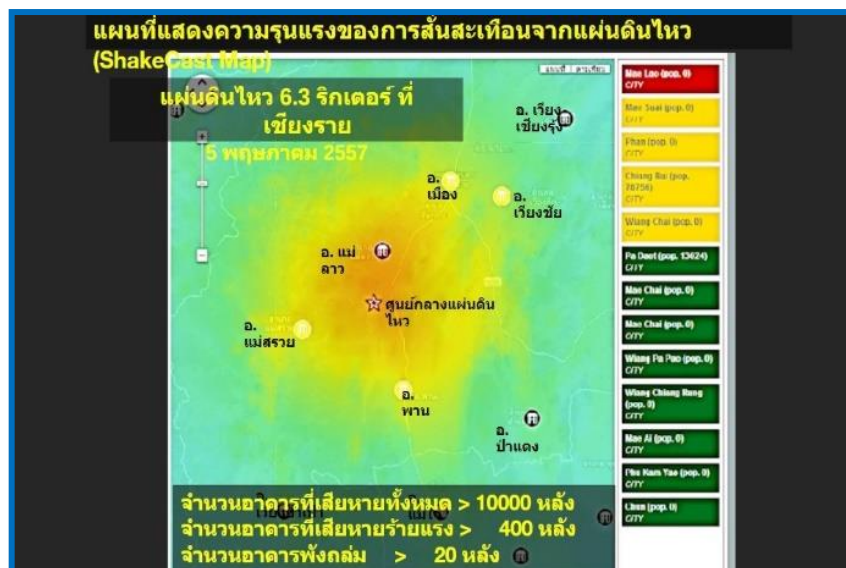 แผนที่แสดงความรุนแรงของการสั่นสะเทือนจากแผ่นดินไหว
(ShakeCast Map)
แผ่นดินไหว 6.3 ริกเตอร์ ที่
เชียงราย
5 พฤษภาคม 2557
อ. เวียง
เชียงรุ้ง
อ.
เมือง
อ.
เวียงชัย
อ. แม่
ลาว
ศูนย์กลางแผ่นดิน
ไหว
อ.
แม่สรวย
อ.
พาน
อ.
ป่าแดง
จำนวนอาคารที่เสียหายทั้งหมด > 10000 หลัง
จำนวนอาคารที่เสียหายร้ายแรง > 400 หลัง
จำนวนอาคารพังถล่ม > 20 หลัง
Mae Lao (pop. 0)
CITY
Mae Suai (pop. 0)
CITY
Phan (pop. 0)
CITY
Chiang Rai (pop.
78756)
CITY
Wiang Chai (pop. 0)
CITY
Pa Daet (pop. 13624)
CITY
Mae Chai (pop. 0)
CITY
Mae Chai (pop. 0)
CITY
Wiang Pa Pao (pop. 0)
CITY
Wiang Chiang Rung
(pop. 0)
CITY
Mae Ai (pop. 0)
CITY
Phu Kam Yao (pop. 0)
CITY
Chun (pop. 0)
CITY